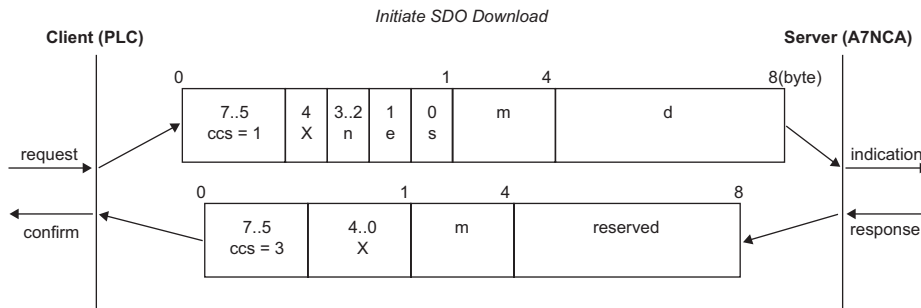 Initiate SDO Download
Client (PLC)
Server (A7NCA)
0 1 4 8(byte)
7..5 4 3..2 1 0 m d
ccs = 1 X n e s
request
indication
0 1 4 8
7..5 4..0 m reserved
ccs = 3 X
confirm
response